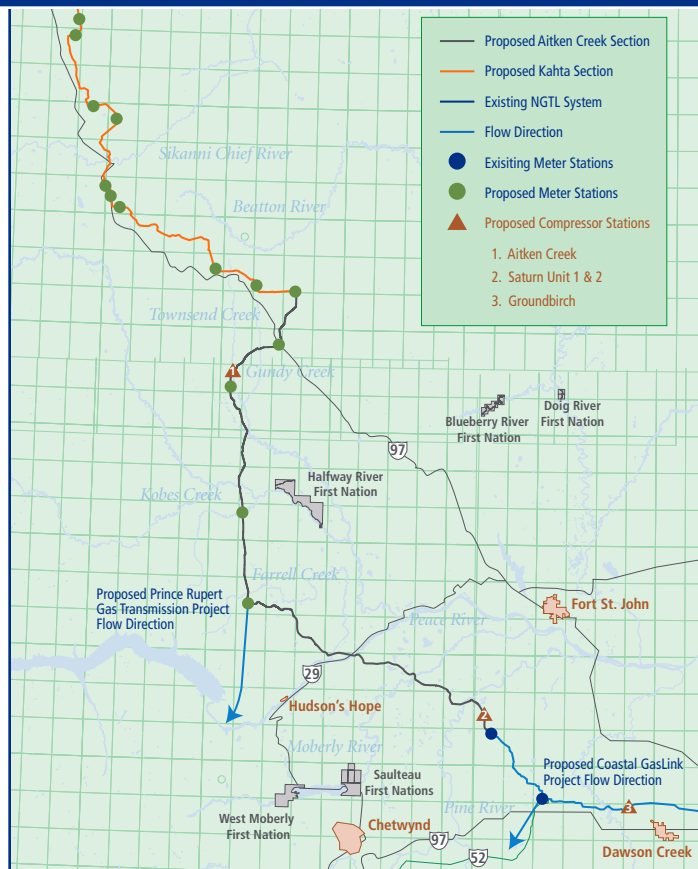 Proposed Aitken Creek Section
Proposed Kahta Section
Existing NGTL System
Flow Direction
Exisiting Meter Stations
Proposed Meter Stations
Proposed Compressor Stations
1. Aitken Creek
2. Saturn Unit 1 & 2
3. Groundbirch
Sikanni Chief River
Beatton River
Townsend Creek
1
Gundy Creek
Blueberry River
First Nation
Doig River
First Nation
97
Halfway River
First Nation
Kobes Creek
Farrell Creek
Proposed Prince Rupert
Gas Transmission Project
Flow Direction
Fort St. John
Peace River
29
Hudson's Hope
2
Moberly River
Proposed Coastal GasLink
Project Flow Direction
Saulteau
First Nations
West Moberly
First Nation
Pine River
3
Chetwynd
97
52
Dawson Creek